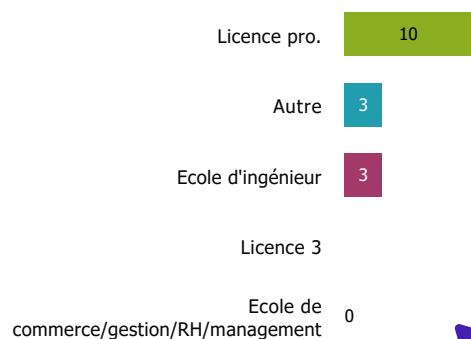 Licence pro. 10
Autre 3
Ecole d'ingénieur 3
Licence 3
Ecole de
commerce/gestion/RH/management 0